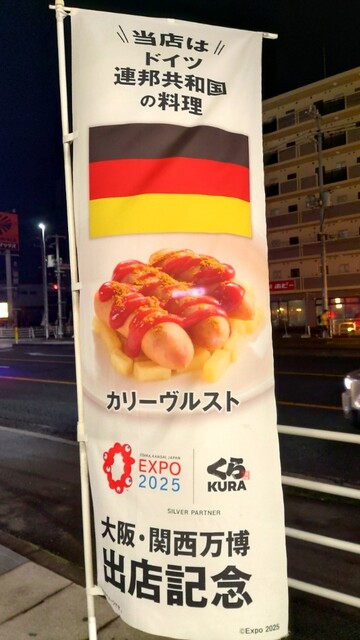 当店は
ドイツ
連邦共和国
の料理
カリーヴルスト
OSAKA, KANSAI, JAPAN
EXPO
2025
くら
KURA
SILVER PARTNER
大阪・関西万博
出店記念
©Expo 2025